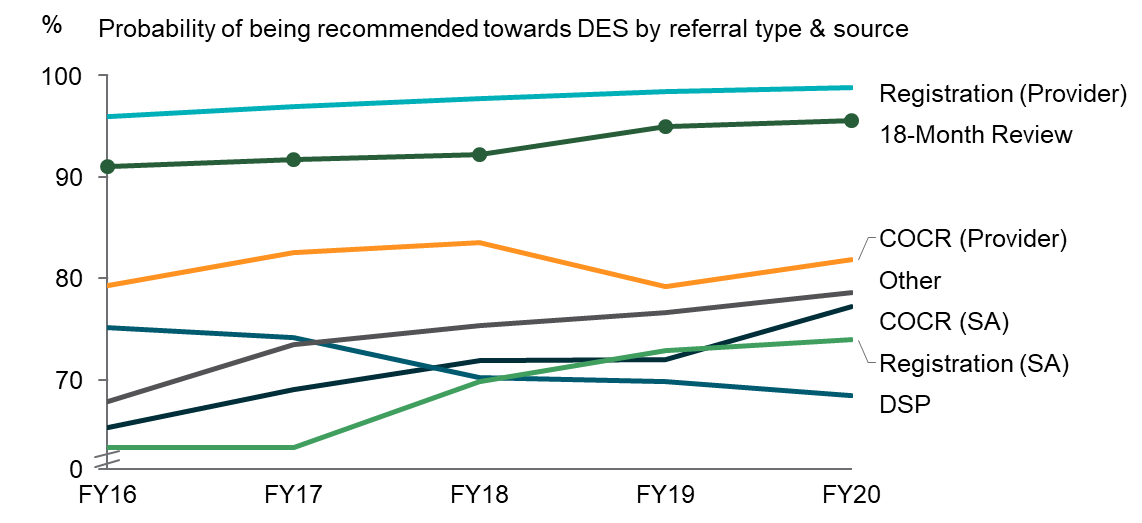 % Probability of being recommended towards DES by referral type & source
100
90
80
70
0
FY16 FY17 FY18 FY19 FY20
Registration (Provider)
18-Month Review
COCR (Provider)
Other
COCR (SA)
Registration (SA)
DSP